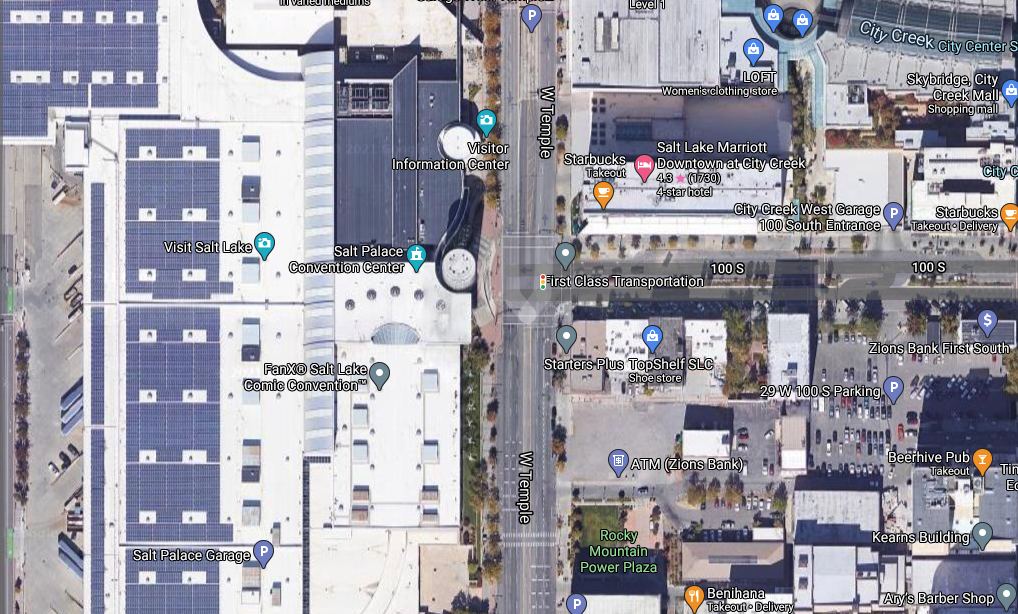 in varied mediums
Level 1
City Creek
City Center S
LOFT
Women's clothing store
Skybridge, City
Creek Mall
Shopping mall
W Temple
Visitor
Information Center
Starbucks
Takeout
Salt Lake Marriott
Downtown at City Creek
4.3 ★ (1730)
4-star hotel
City C
City Creek West Garage
100 South Entrance
Starbucks
Takeout • Delivery
Visit Salt Lake
Salt Palace
Convention Center
100 S
100 S
First Class Transportation
Zions Bank First South
Starters Plus
TopShelf SLC
Shoe store
FanX® Salt Lake
Comic Convention™
29 W 100 S Parking
W Temple
ATM (Zions Bank)
Beerhive Pub
Takeout
Tin
Ec
Rocky
Mountain
Power Plaza
Kearns Building
Salt Palace Garage
Benihana
Takeout • Delivery
Ary's Barber Shop